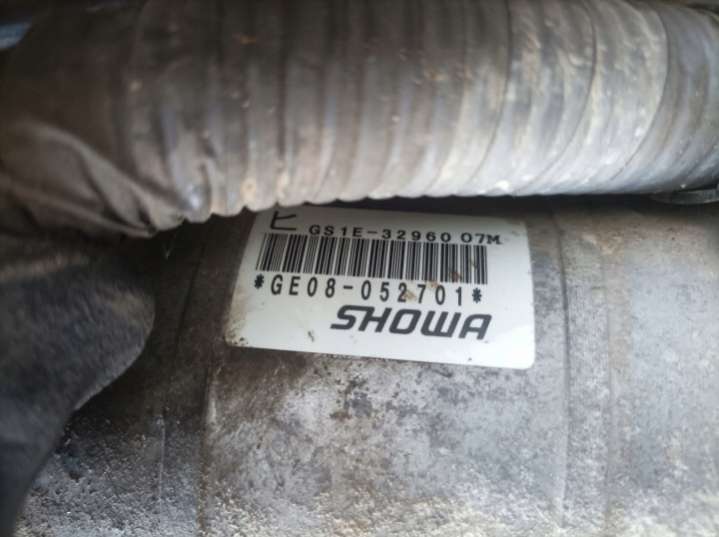 ヒ
GS1E-32960 07M
*GE08-052701*
SHOWA